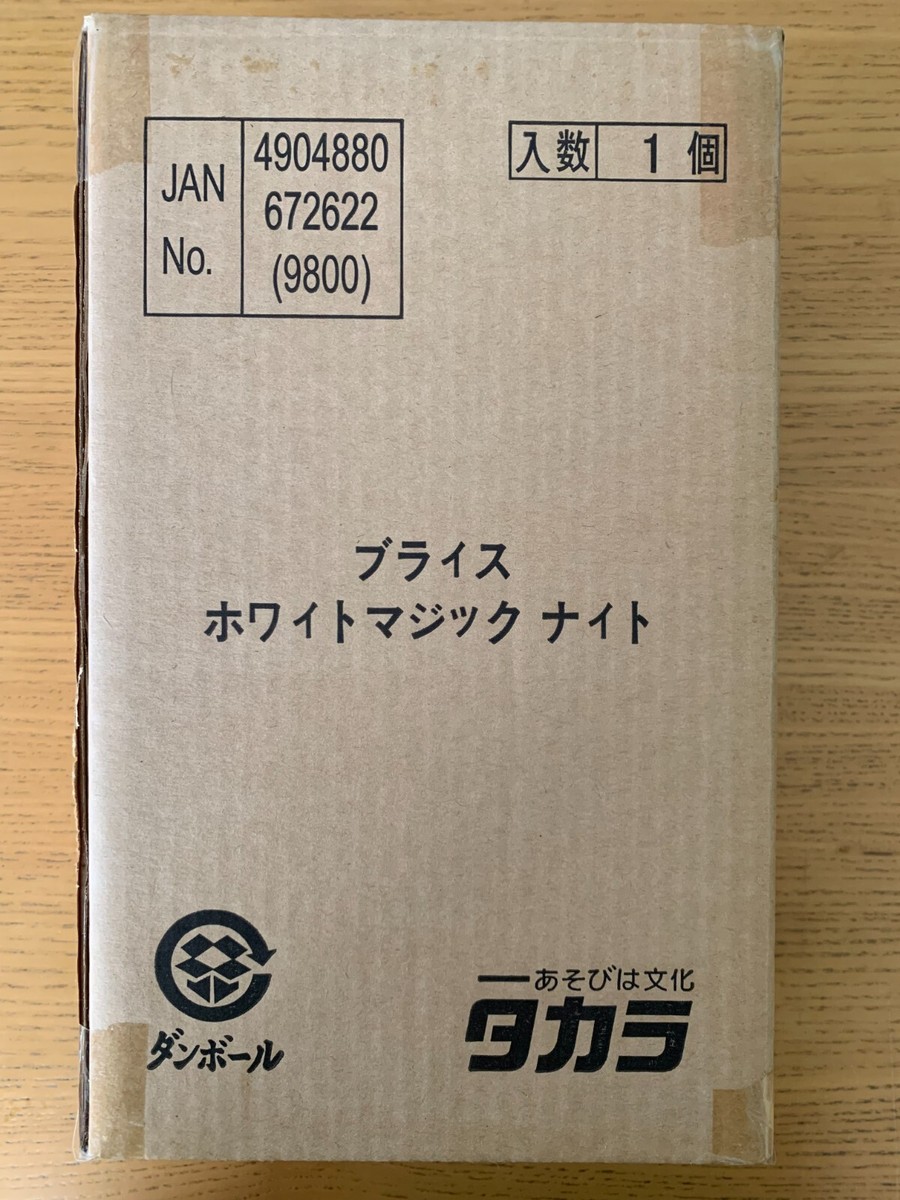 JAN No.
4904880
672622
(9800)
入数 1 個
ブライス
ホワイトマジック ナイト
ダンボール
あそびは文化
タカラ